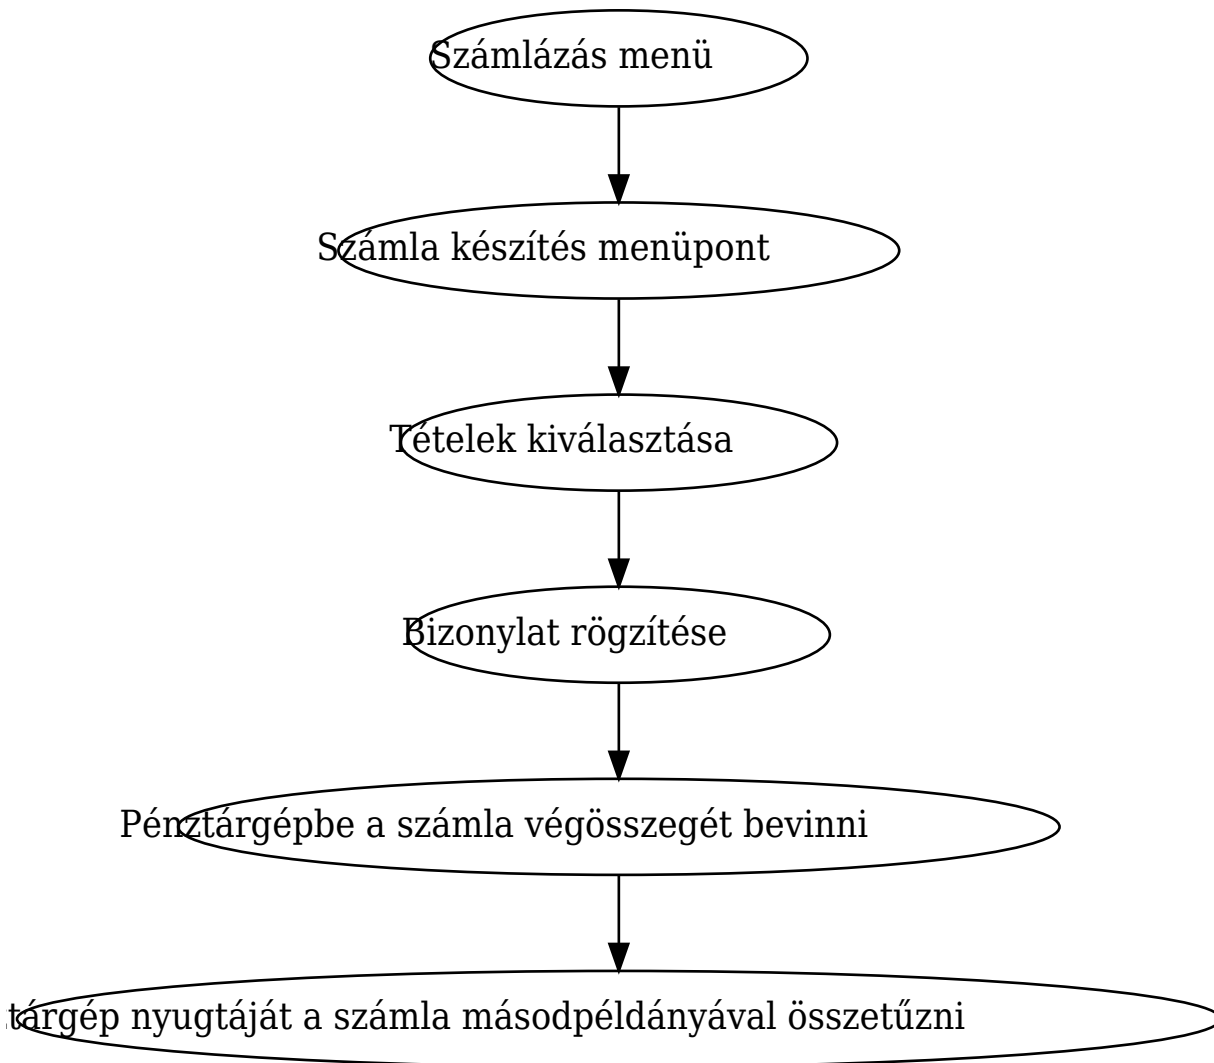 Számlázás menü
Számla készítés menüpont
Tételek kiválasztása
Bizonylat rögzítése
Pénztárgépbe a számla végösszegét bevinni
tárgép nyugtáját a számla másodpéldányával összetűzni